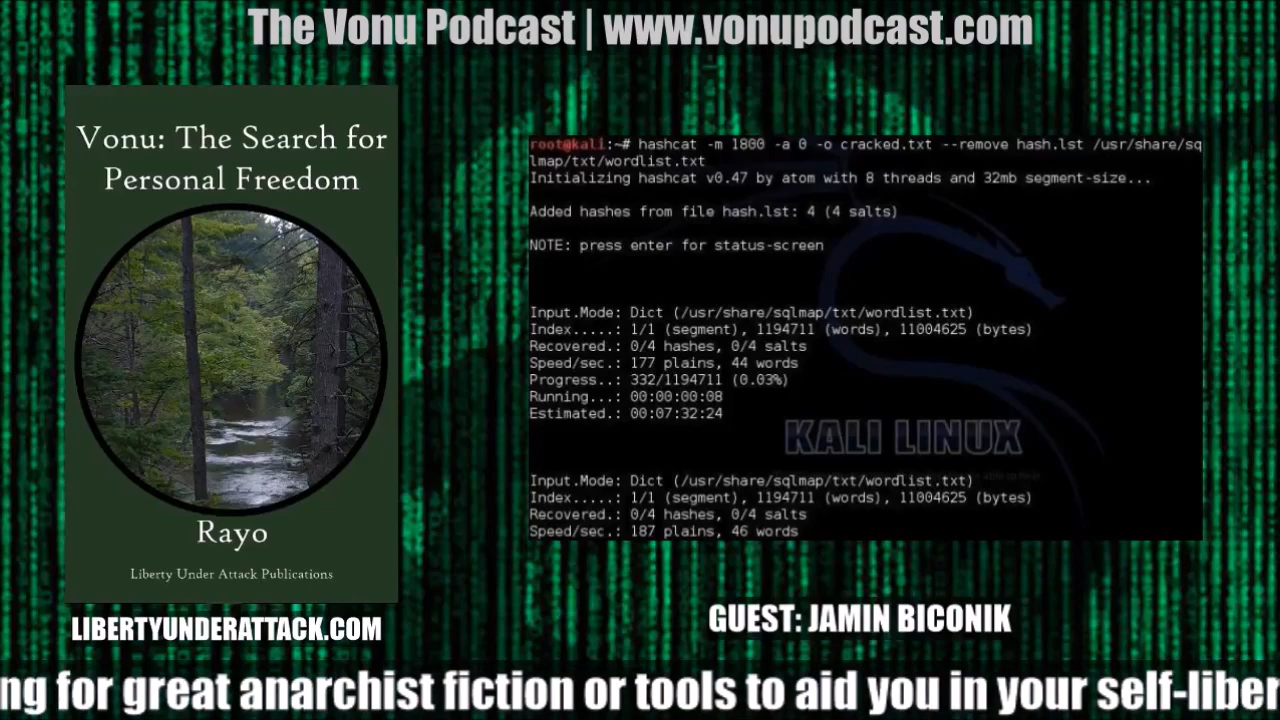 The Vonu Podcast | www.vonupodcast.com
Vonu: The Search for
Personal Freedom
Rayo
Liberty Under Attack Publications
LIBERTYUNDERATTACK.COM
root@kali:~# hashcat -m 1800 -a 0 -o cracked.txt --remove hash.lst /usr/share/sq
lmap/txt/wordlist.txt
Initializing hashcat v0.47 by atom with 8 threads and 32mb segment-size...
Added hashes from file hash.lst: 4 (4 salts)
NOTE: press enter for status-screen
Input.Mode: Dict (/usr/share/sqlmap/txt/wordlist.txt)
Index.....: 1/1 (segment), 1194711 (words), 11004625 (bytes)
Recovered.: 0/4 hashes, 0/4 salts
Speed/sec.: 177 plains, 44 words
Progress..: 332/1194711 (0.03%)
Running...: 00:00:00:08
Estimated.: 00:07:32:24
KALI LINUX
Input.Mode: Dict (/usr/share/sqlmap/txt/wordlist.txt)
Index.....: 1/1 (segment), 1194711 (words), 11004625 (bytes)
Recovered.: 0/4 hashes, 0/4 salts
Speed/sec.: 187 plains, 46 words
GUEST: JAMIN BICONIK
ng for great anarchist fiction or tools to aid you in your self-liber